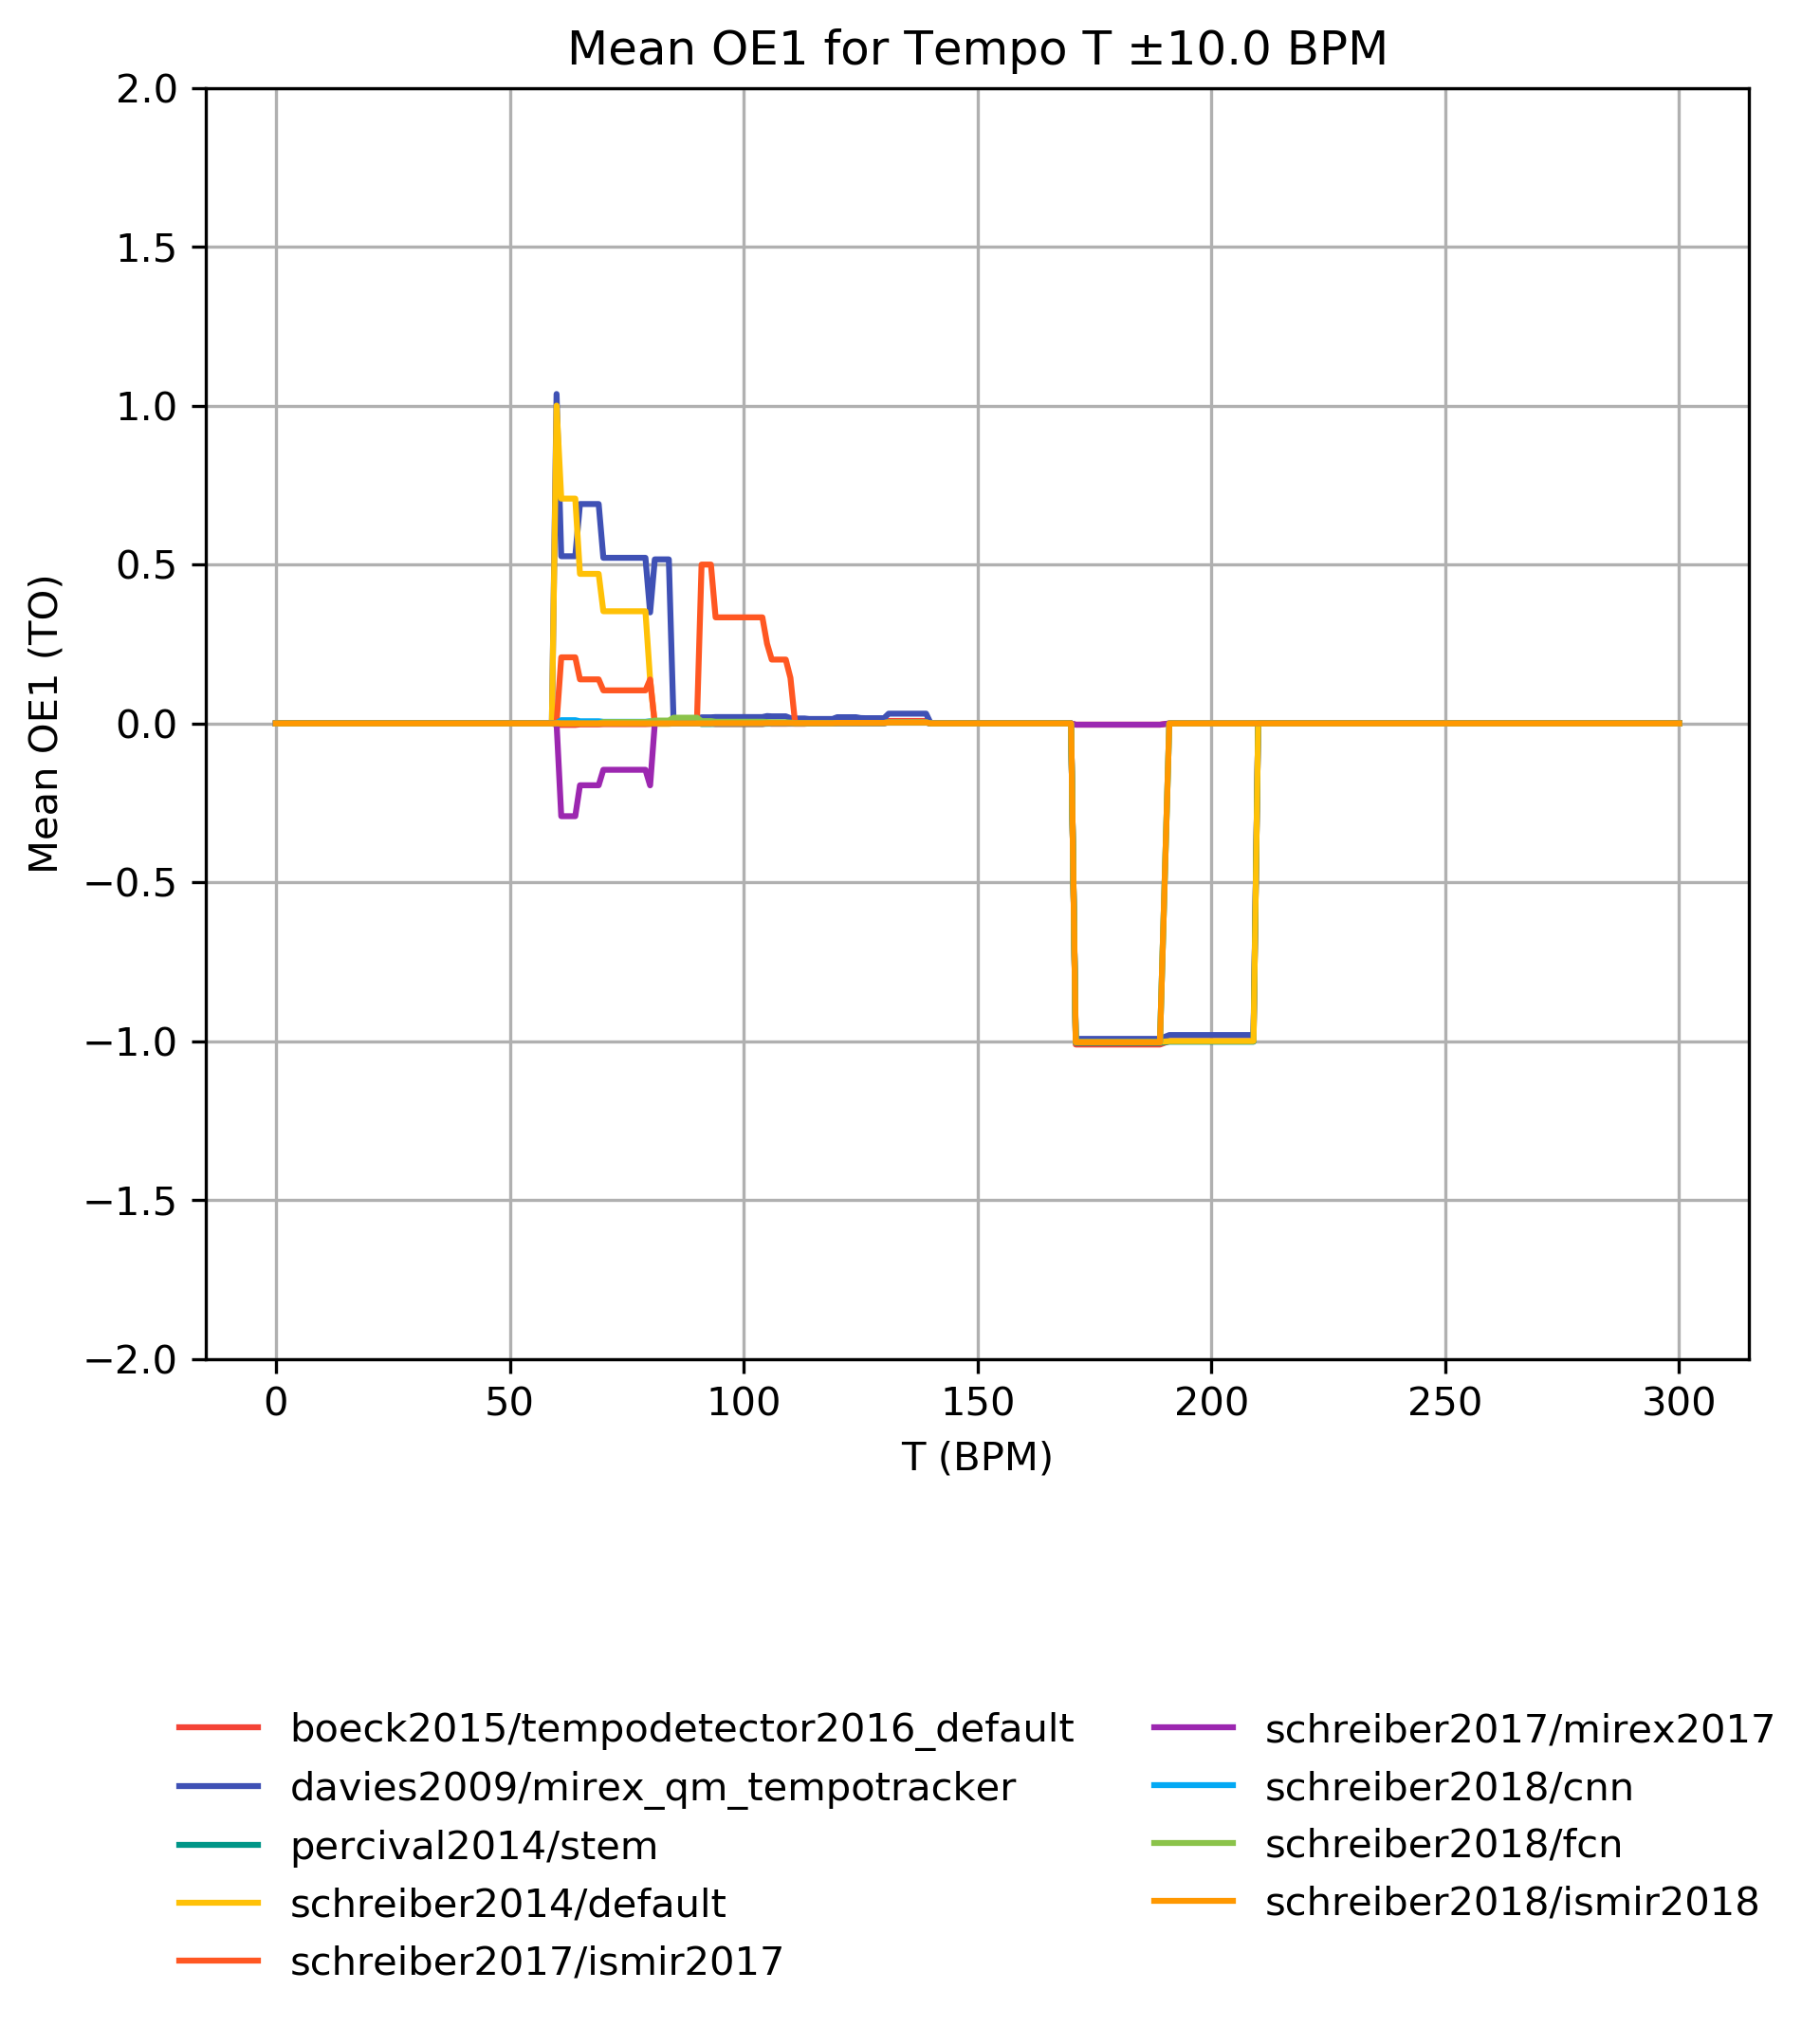 Mean OE1 for Tempo T ±10.0 BPM
2.0
1.5
1.0
0.5
0.0
−0.5
−1.0
−1.5
−2.0
Mean OE1 (TO)
0 50 100 150 200 250 300
T (BPM)
boeck2015/tempodetector2016_default
davies2009/mirex_qm_tempotracker
percival2014/stem
schreiber2014/default
schreiber2017/ismir2017
schreiber2017/mirex2017
schreiber2018/cnn
schreiber2018/fcn
schreiber2018/ismir2018